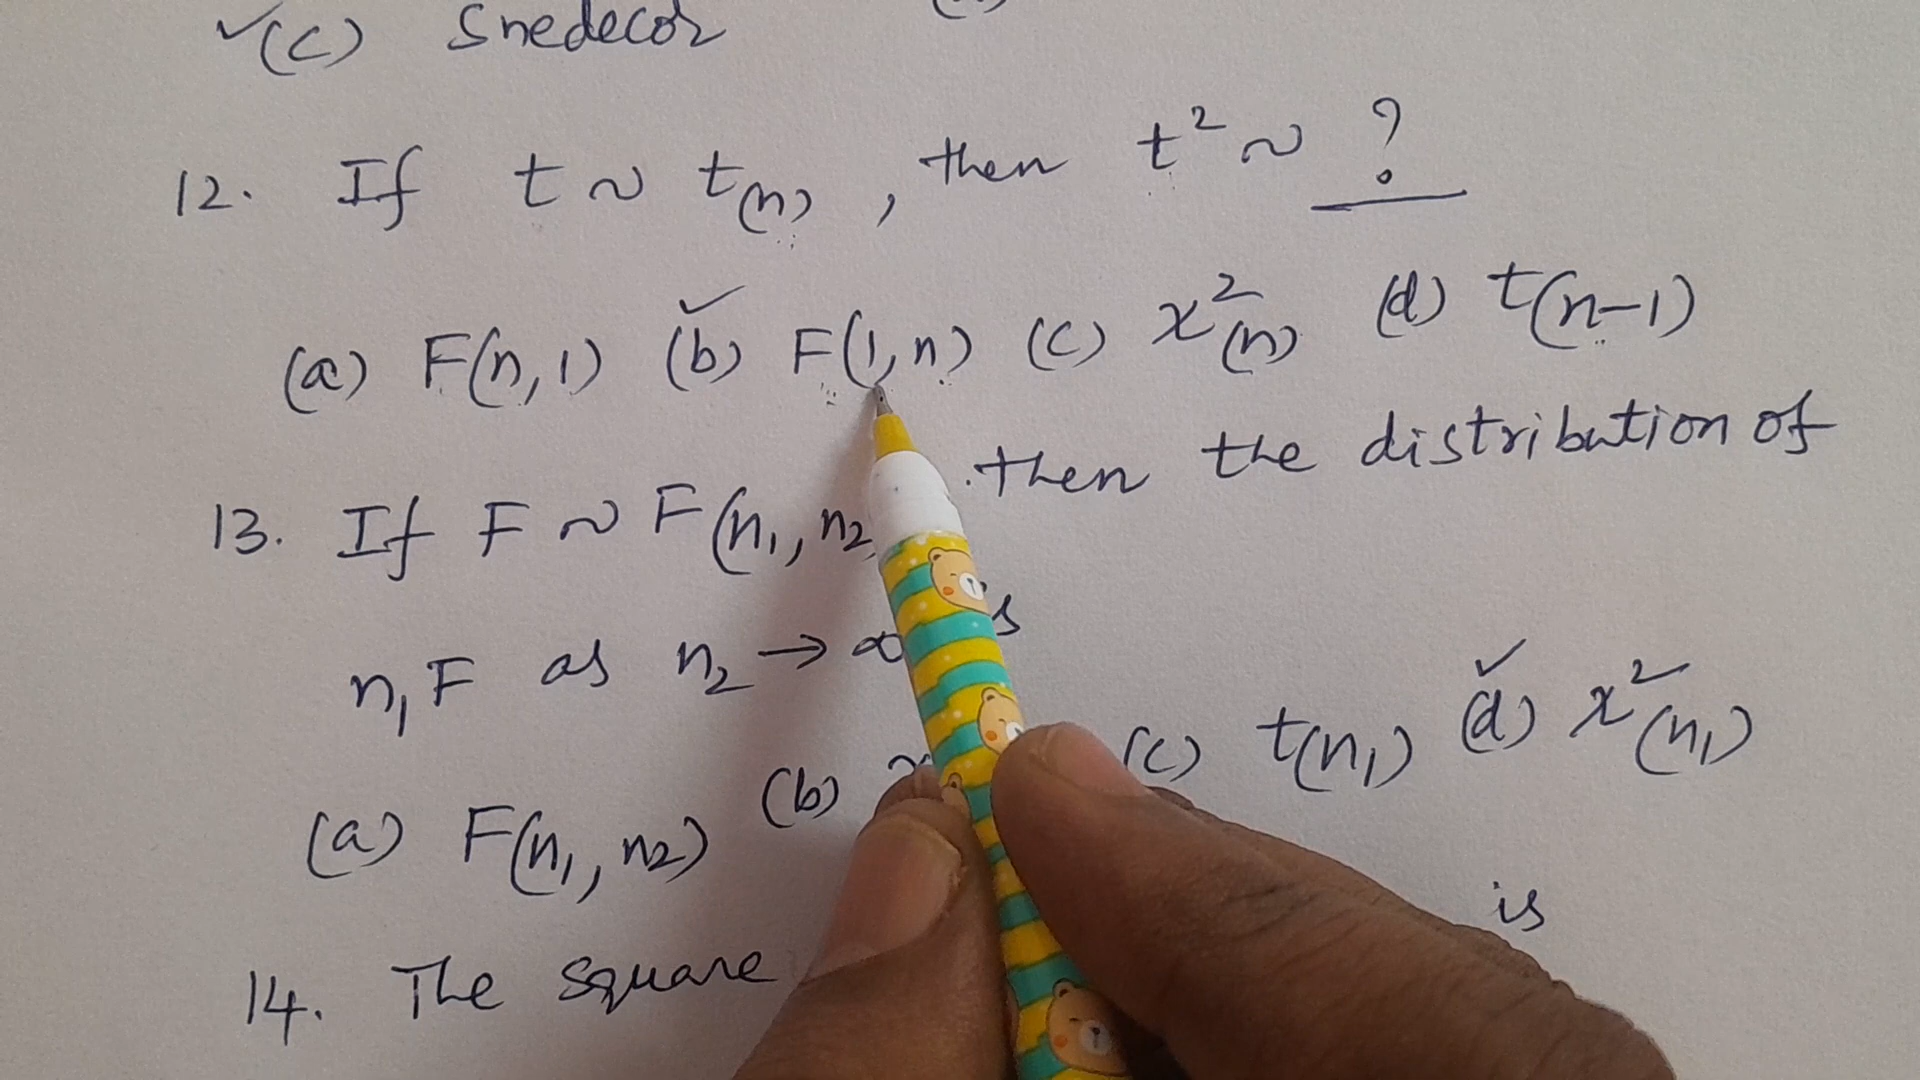 ✓(c) Snedecor
12. If t ~ t(n), then t² ~ ?
(a) F(n,1) ✓(b) F(1,n) (c) χ²(n) (d) t(n-1)
13. If F ~ F(n₁, n₂ then the distribution of
n₁F as n₂ → ∞ is
(a) F(n₁, n₂) (b) (c) t(n₁) ✓(d) χ²(n₁)
14. The square is